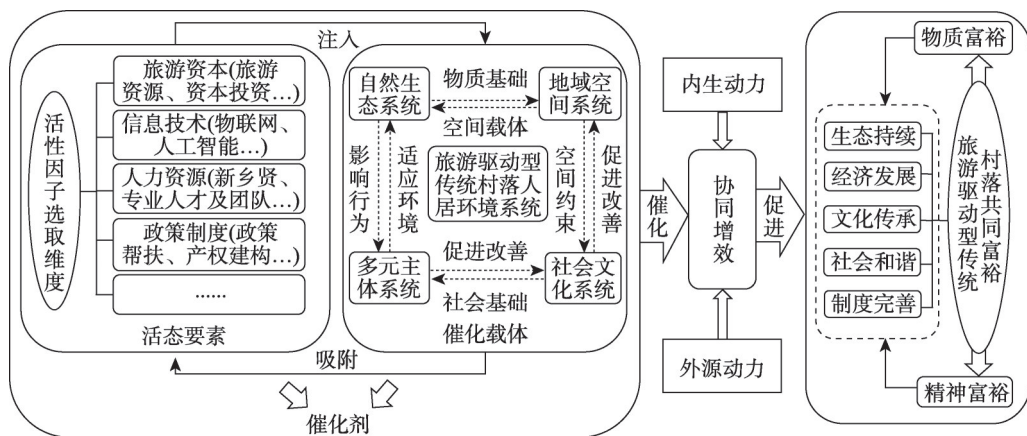 注入
活性因子选取维度
旅游资本(旅游
资源、资本投资…)
信息技术(物联网、
人工智能…)
人力资源(新乡贤、
专业人才及团队…)
政策制度(政策
帮扶、产权建构…)
……
活态要素
自然生
态系统
物质基础
空间载体
地域空
间系统
影响行为
适应环境
旅游驱动型
传统村落人
居环境系统
空间约束
促进改善
多元主
体系统
促进改善
社会基础
社会文
化系统
催化载体
吸附
催化剂
催化
内生动力
协同增效
外源动力
促进
物质富裕
生态持续
经济发展
文化传承
社会和谐
制度完善
旅游驱动型传统
村落共同富裕
精神富裕